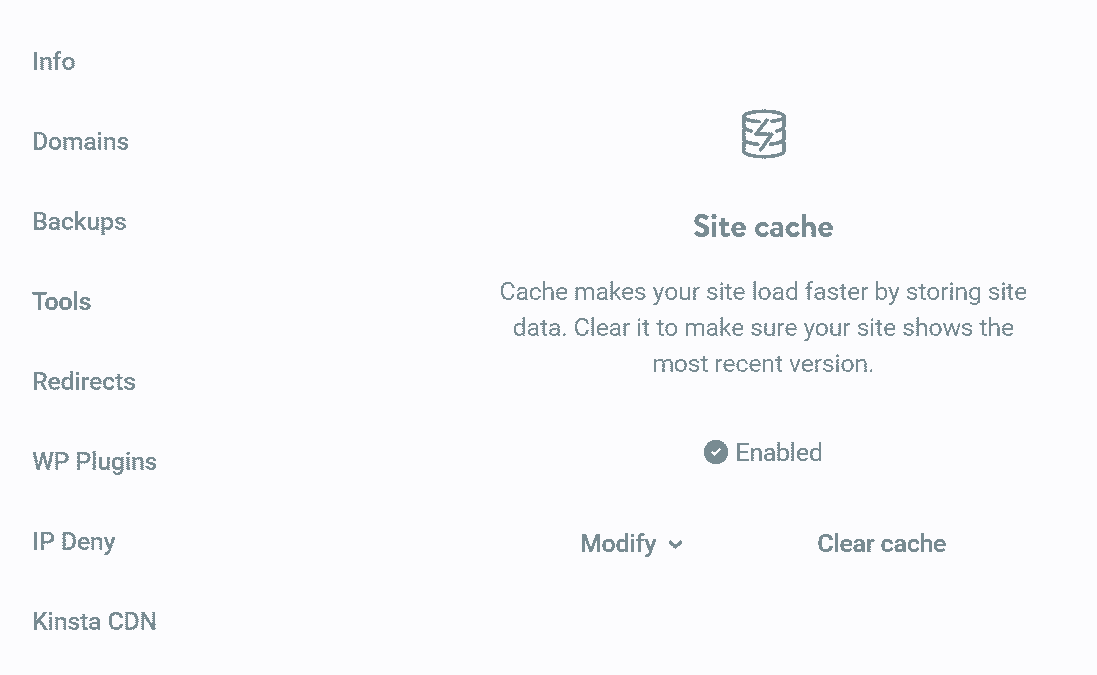 Info
Domains
Backups
Tools
Redirects
WP Plugins
IP Deny
Kinsta CDN
Site cache
Cache makes your site load faster by storing site
data. Clear it to make sure your site shows the
most recent version.
Enabled
Modify
Clear cache